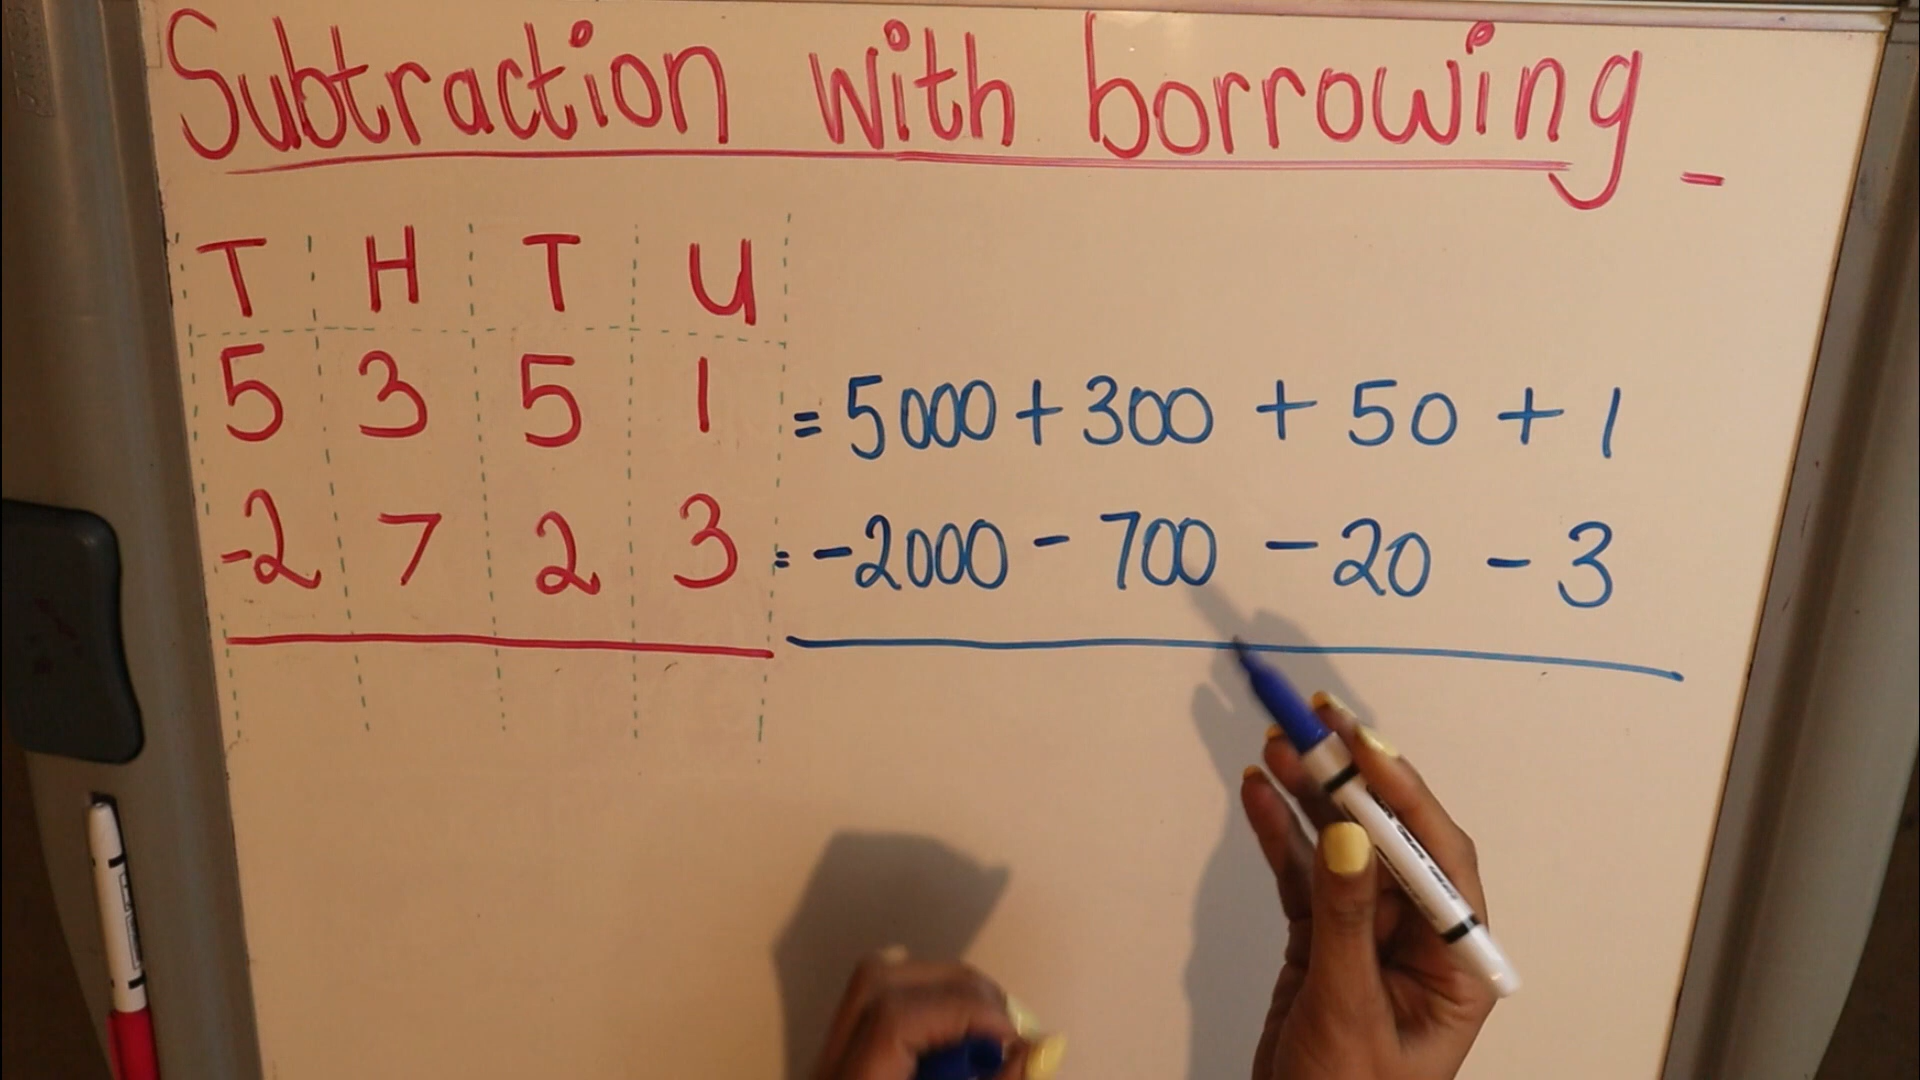 Subtraction with borrowing -
T H T U
5 3 5 1 = 5000 + 300 + 50 + 1
-2 7 2 3 = -2000 - 700 - 20 - 3